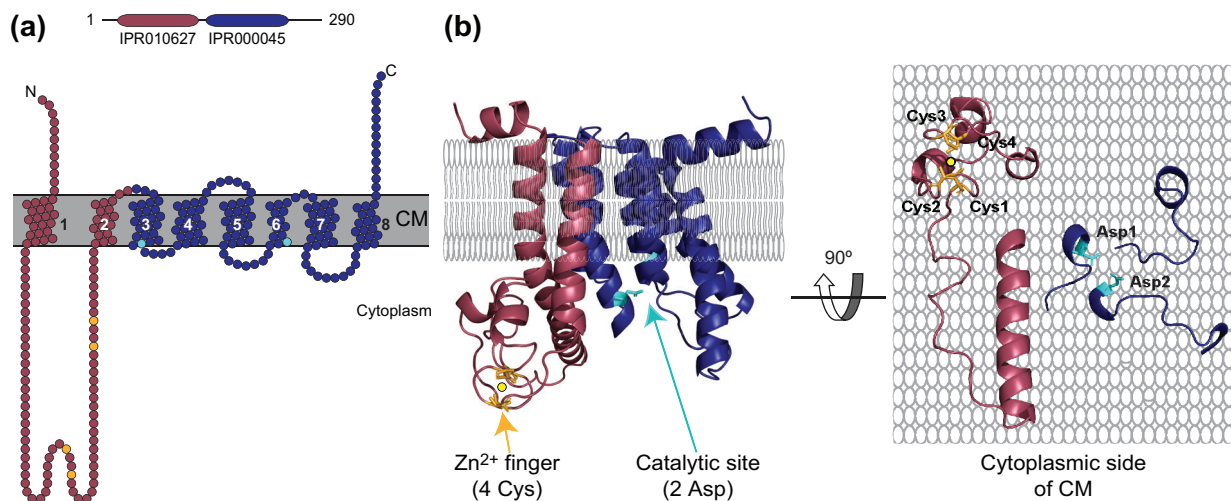 (a)
1
290
IPR010627
IPR000045
N
C
1
2
3
4
5
6
7
8
CM
Cytoplasm
(b)
Zn2+ finger
(4 Cys)
Catalytic site
(2 Asp)
90º
Cys3
Cys4
Cys2
Cys1
Asp1
Asp2
Cytoplasmic side
of CM